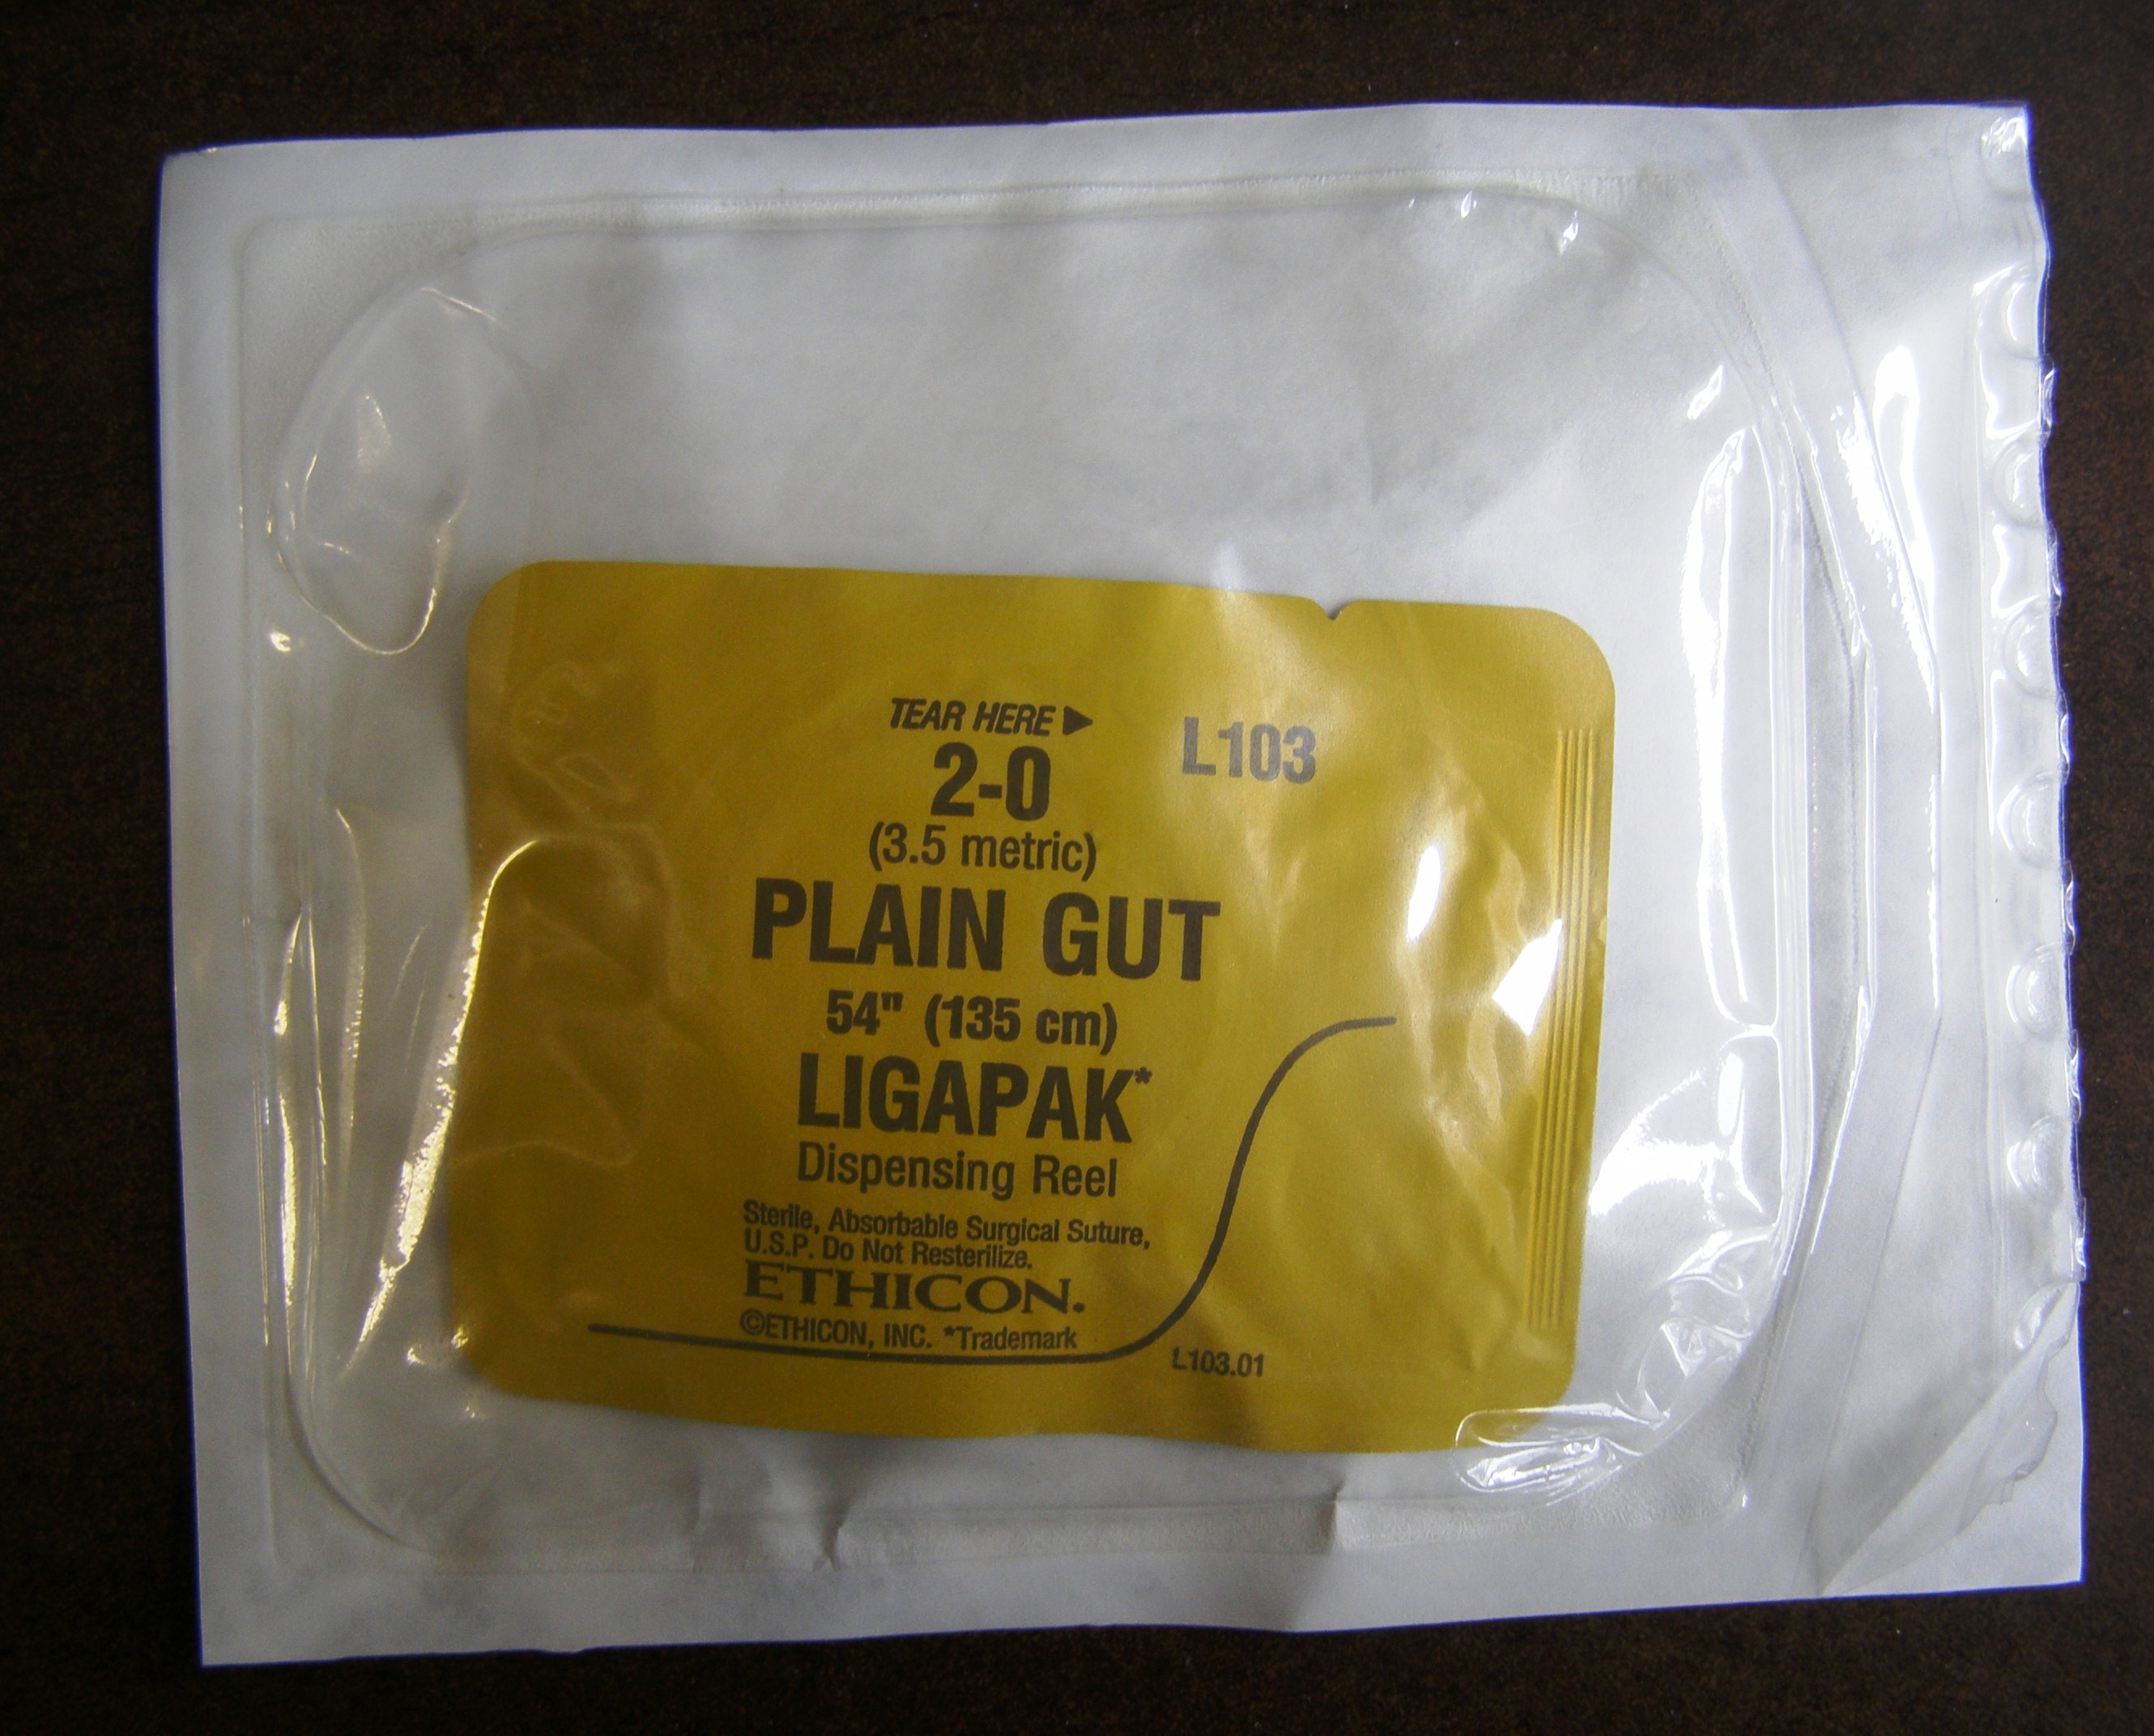 TEAR HERE ▶
L103
2-0
(3.5 metric)
PLAIN GUT
54" (135 cm)
LIGAPAK*
Dispensing Reel
Sterile, Absorbable Surgical Suture,
U.S.P. Do Not Resterilize.
ETHICON.
©ETHICON, INC. *Trademark
L103.01